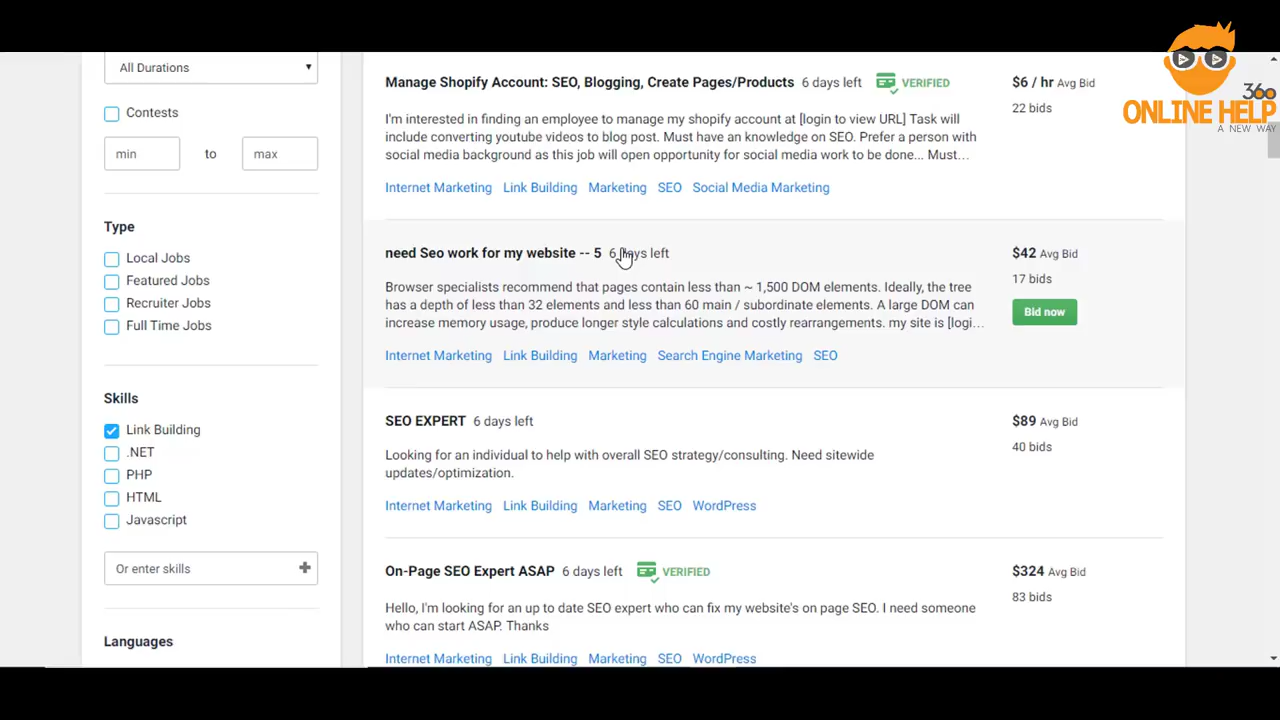 All Durations
Contests
min to max
Type
Local Jobs
Featured Jobs
Recruiter Jobs
Full Time Jobs
Skills
Link Building
.NET
PHP
HTML
Javascript
Or enter skills
Languages
Manage Shopify Account: SEO, Blogging, Create Pages/Products 6 days left VERIFIED
$6 / hr Avg Bid
22 bids
I'm interested in finding an employee to manage my shopify account at [login to view URL] Task will
include converting youtube videos to blog post. Must have an knowledge on SEO. Prefer a person with
social media background as this job will open opportunity for social media work to be done... Must…
Internet Marketing Link Building Marketing SEO Social Media Marketing
need Seo work for my website -- 5 6 days left
$42 Avg Bid
17 bids
Bid now
Browser specialists recommend that pages contain less than ~ 1,500 DOM elements. Ideally, the tree
has a depth of less than 32 elements and less than 60 main / subordinate elements. A large DOM can
increase memory usage, produce longer style calculations and costly rearrangements. my site is [logi…
Internet Marketing Link Building Marketing Search Engine Marketing SEO
SEO EXPERT 6 days left
$89 Avg Bid
40 bids
Looking for an individual to help with overall SEO strategy/consulting. Need sitewide
updates/optimization.
Internet Marketing Link Building Marketing SEO WordPress
On-Page SEO Expert ASAP 6 days left VERIFIED
$324 Avg Bid
83 bids
Hello, I'm looking for an up to date SEO expert who can fix my website's on page SEO. I need someone
who can start ASAP. Thanks
Internet Marketing Link Building Marketing SEO WordPress
360
ONLINE HELP
A NEW WAY